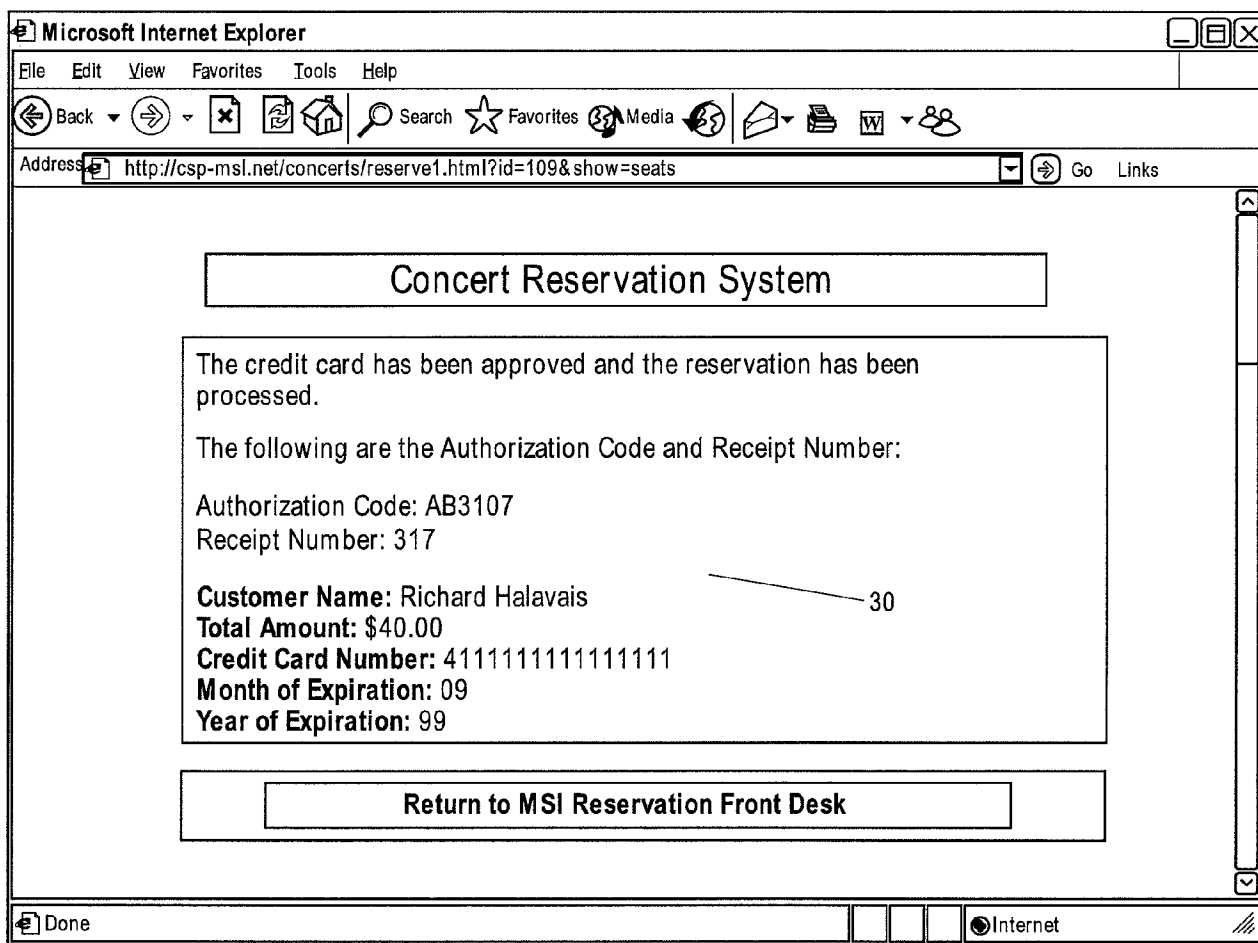 Microsoft Internet Explorer
File Edit View Favorites Tools Help
Back Search Favorites Media W
Address http://csp-msl.net/concerts/reserve1.html?id=109&show=seats Go Links
Concert Reservation System
The credit card has been approved and the reservation has been
processed.
The following are the Authorization Code and Receipt Number:
Authorization Code: AB3107
Receipt Number: 317
Customer Name: Richard Halavais
30
Total Amount: $40.00
Credit Card Number: 4111111111111111
Month of Expiration: 09
Year of Expiration: 99
Return to MSI Reservation Front Desk
Done Internet